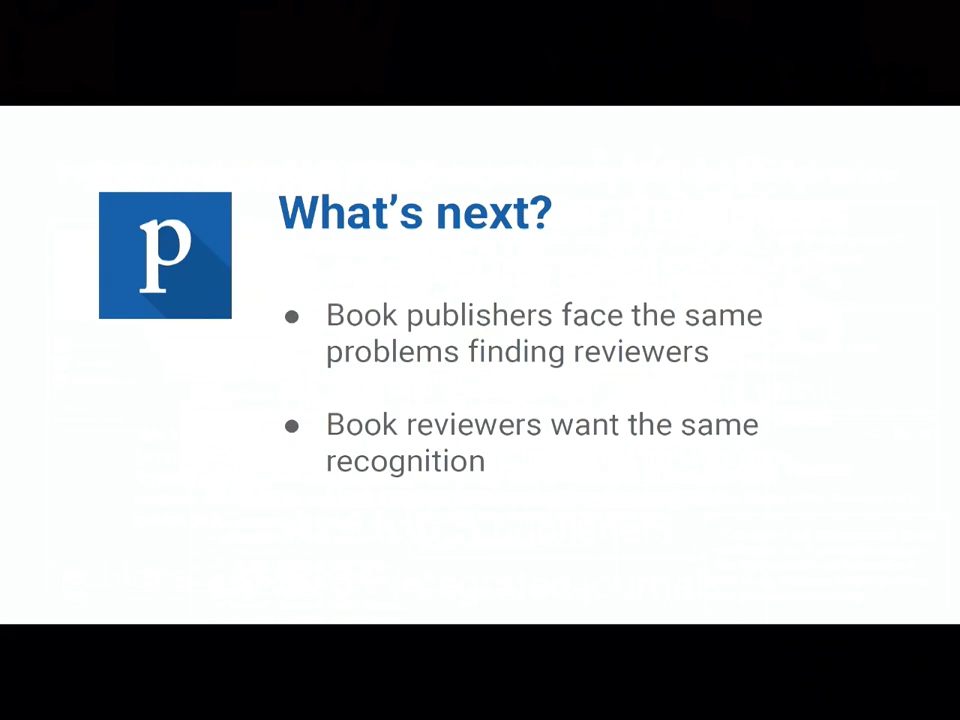 p
What's next?
● Book publishers face the same
problems finding reviewers
● Book reviewers want the same
recognition